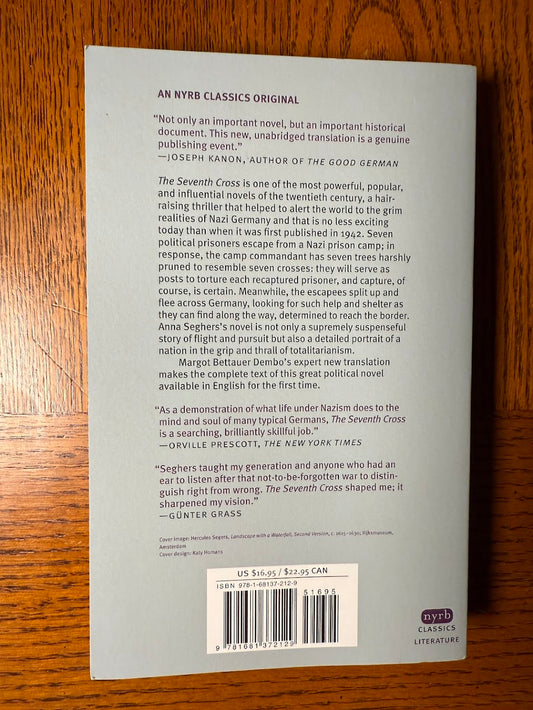 AN NYRB CLASSICS ORIGINAL
“Not only an important novel, but an important historical
document. This new, unabridged translation is a genuine
publishing event.”
—JOSEPH KANON, AUTHOR OF THE GOOD GERMAN
The Seventh Cross is one of the most powerful, popular,
and influential novels of the twentieth century, a hair-
raising thriller that helped to alert the world to the grim
realities of Nazi Germany and that is no less exciting
today than when it was first published in 1942. Seven
political prisoners escape from a Nazi prison camp; in
response, the camp commandant has seven trees harshly
pruned to resemble seven crosses: they will serve as
posts to torture each recaptured prisoner, and capture, of
course, is certain. Meanwhile, the escapees split up and
flee across Germany, looking for such help and shelter as
they can find along the way, determined to reach the border.
Anna Seghers's novel is not only a supremely suspenseful
story of flight and pursuit but also a detailed portrait of a
nation in the grip and thrall of totalitarianism.
Margot Bettauer Dembo's expert new translation
makes the complete text of this great political novel
available in English for the first time.
“As a demonstration of what life under Nazism does to the
mind and soul of many typical Germans, The Seventh Cross
is a searching, brilliantly skillful job.”
—ORVILLE PRESCOTT, THE NEW YORK TIMES
“Seghers taught my generation and anyone who had an
ear to listen after that not-to-be-forgotten war to distin-
guish right from wrong. The Seventh Cross shaped me; it
sharpened my vision.”
—GÜNTER GRASS
Cover image: Hercules Segers, Landscape with a Waterfall, Second Version, c. 1615–1630; Rijksmuseum,
Amsterdam
Cover design: Katy Homans
US $16.95 / $22.95 CAN
ISBN 978-1-68137-212-9
51695
9 781681 372129
nyrb
CLASSICS
LITERATURE